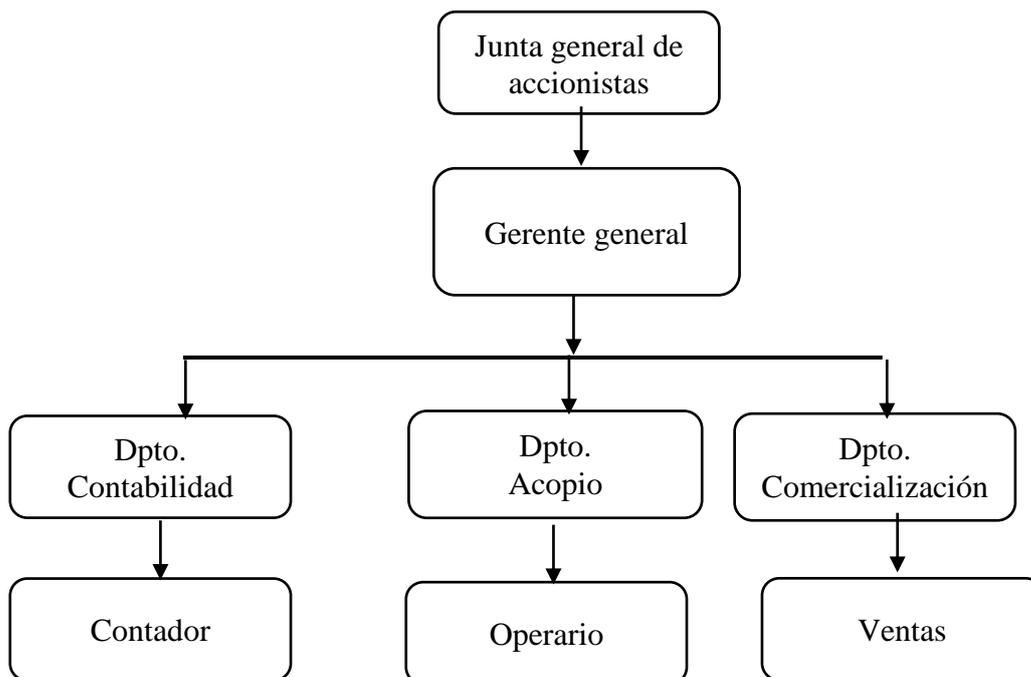 Junta general de
accionistas
Gerente general
Dpto.
Contabilidad
Dpto.
Acopio
Dpto.
Comercialización
Contador
Operario
Ventas